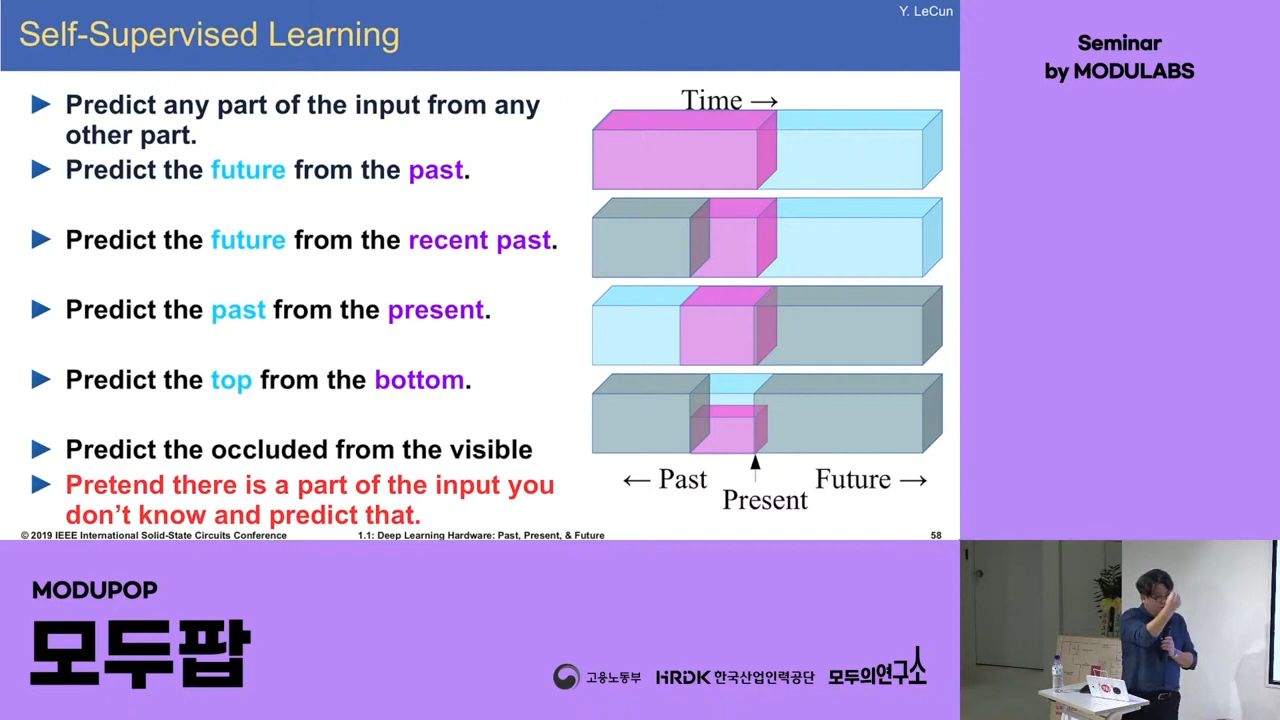 Y. LeCun
Self-Supervised Learning
Predict any part of the input from any
other part.
Predict the future from the past.
Predict the future from the recent past.
Predict the past from the present.
Predict the top from the bottom.
Predict the occluded from the visible
Pretend there is a part of the input you
don't know and predict that.
Time →
← Past
Present
Future →
© 2019 IEEE International Solid-State Circuits Conference
1.1: Deep Learning Hardware: Past, Present, & Future
58
Seminar
by MODULABS
MODUPOP
모두팝
고용노동부
HRDK 한국산업인력공단
모두의연구소